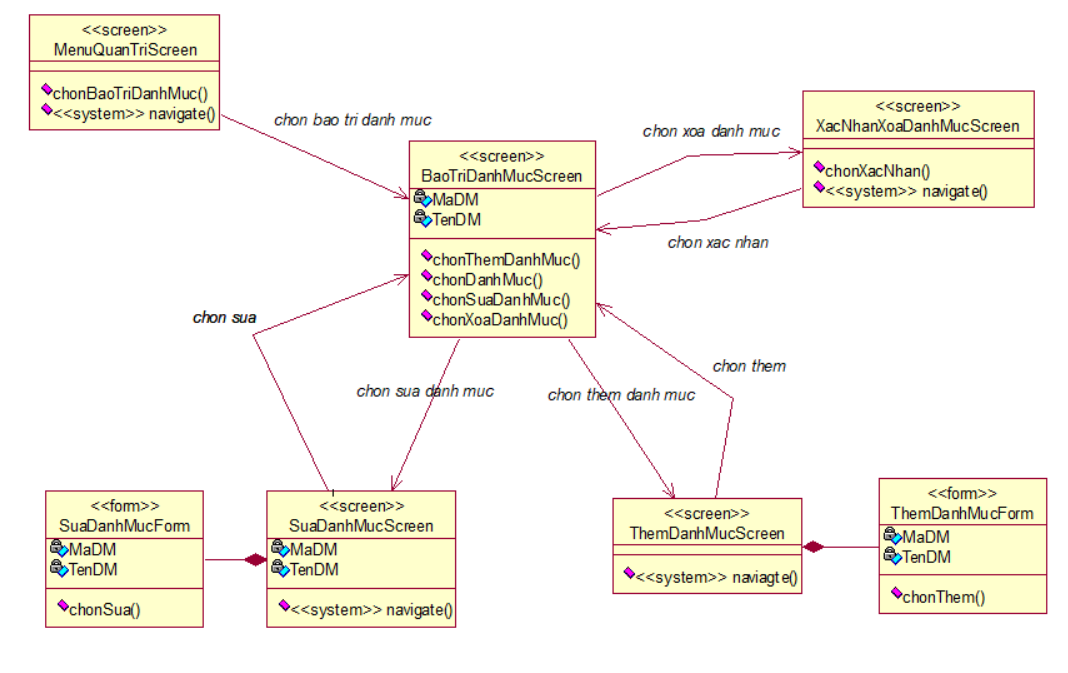 <<screen>>
MenuQuanTriScreen
chonBaoTriDanhMuc()
<<system>> navigate()
chon bao tri danh muc
<<screen>>
BaoTriDanhMucScreen
MaDM
TenDM
chonThemDanhMuc()
chonDanhMuc()
chonSuaDanhMuc()
chonXoaDanhMuc()
chon xoa danh muc
<<screen>>
XacNhanXoaDanhMucScreen
chonXacNhan()
<<system>> navigate()
chon xac nhan
chon sua
chon sua danh muc
chon them danh muc
chon them
<<form>>
SuaDanhMucForm
MaDM
TenDM
chonSua()
<<screen>>
SuaDanhMucScreen
MaDM
TenDM
<<system>> navigate()
<<screen>>
ThemDanhMucScreen
<<system>> naviagte()
<<form>>
ThemDanhMucForm
MaDM
TenDM
chonThem()